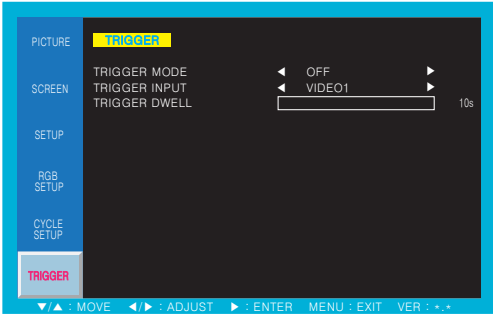 PICTURE
TRIGGER
TRIGGER MODE ◀ OFF ▶
SCREEN
TRIGGER INPUT ◀ VIDEO1 ▶
TRIGGER DWELL 10s
SETUP
RGB
SETUP
CYCLE
SETUP
TRIGGER
▼/▲ : MOVE ◀/▶ : ADJUST ▶ : ENTER MENU : EXIT VER : *.*